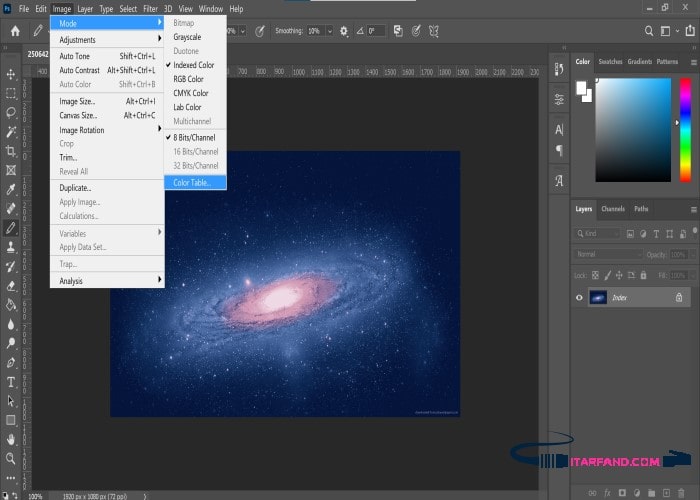 Ps File Edit Image Layer Type Select Filter 3D View Window Help
Smoothing: 10% 0°
250642
Mode
Adjustments
Auto Tone Shift+Ctrl+L
Auto Contrast Alt+Shift+Ctrl+L
Auto Color Shift+Ctrl+B
Image Size... Alt+Ctrl+I
Canvas Size... Alt+Ctrl+C
Image Rotation
Crop
Trim...
Reveal All
Duplicate...
Apply Image...
Calculations...
Variables
Apply Data Set...
Trap...
Analysis
Bitmap
Grayscale
Duotone
Indexed Color
RGB Color
CMYK Color
Lab Color
Multichannel
8 Bits/Channel
16 Bits/Channel
32 Bits/Channel
Color Table...
Color Swatches Gradients Patterns
Layers Channels Paths
Kind
Normal Opacity: 100%
Lock: Fill: 100%
Index
ITARFAND.COM
100% 1920 px x 1080 px (72 ppi)